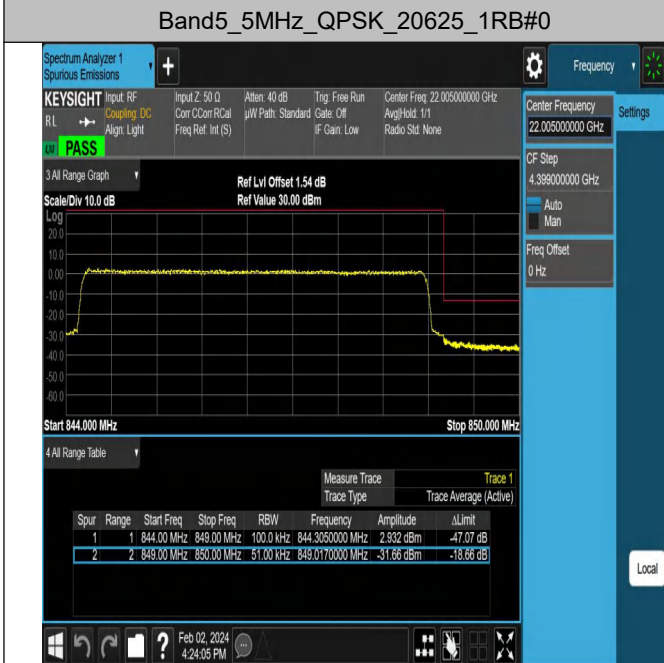 Band5_5MHz_QPSK_20625_1RB#0
Spectrum Analyzer 1
Spurious Emissions
Frequency
KEYSIGHT
Input: RF
Input Z: 50 Ω
Atten: 40 dB
Trig: Free Run
Center Freq: 22.005000000 GHz
RL
Coupling: DC
Corr CCorr RCal
µW Path: Standard
Gate: Off
Avg|Hold: 1/1
Align: Light
Freq Ref: Int (S)
IF Gain: Low
Radio Std: None
LXI
PASS
Center Frequency
22.005000000 GHz
Settings
CF Step
4.399000000 GHz
Auto
Man
Freq Offset
0 Hz
3 All Range Graph
Ref Lvl Offset 1.54 dB
Scale/Div 10.0 dB
Ref Value 30.00 dBm
Log
20.0
10.0
0.00
-10.0
-20.0
-30.0
-40.0
-50.0
-60.0
Start 844.000 MHz
Stop 850.000 MHz
4 All Range Table
Measure Trace Trace 1
Trace Type Trace Average (Active)
Spur Range Start Freq Stop Freq RBW Frequency Amplitude ΔLimit
1 1 844.00 MHz 849.00 MHz 100.0 kHz 844.3050000 MHz 2.932 dBm -47.07 dB
2 2 849.00 MHz 850.00 MHz 51.00 kHz 849.0170000 MHz -31.66 dBm -18.66 dB
Local
Feb 02, 2024
4:24:05 PM